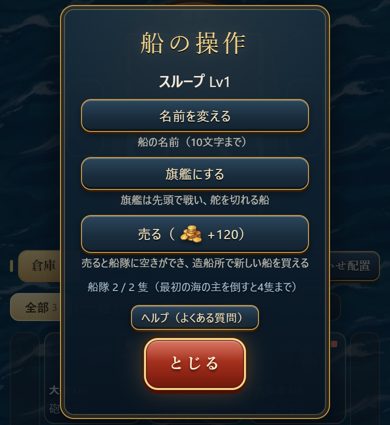 船の操作
スループ Lv1
名前を変える
船の名前（10文字まで）
旗艦にする
旗艦は先頭で戦い、舵を切れる船
売る（ +120）
売ると船隊に空きができ、造船所で新しい船を買える
船隊 2 / 2 隻（最初の海の主を倒すと4隻まで）
ヘルプ（よくある質問）
とじる
倉庫
かせ配置
全部 3
大
砲